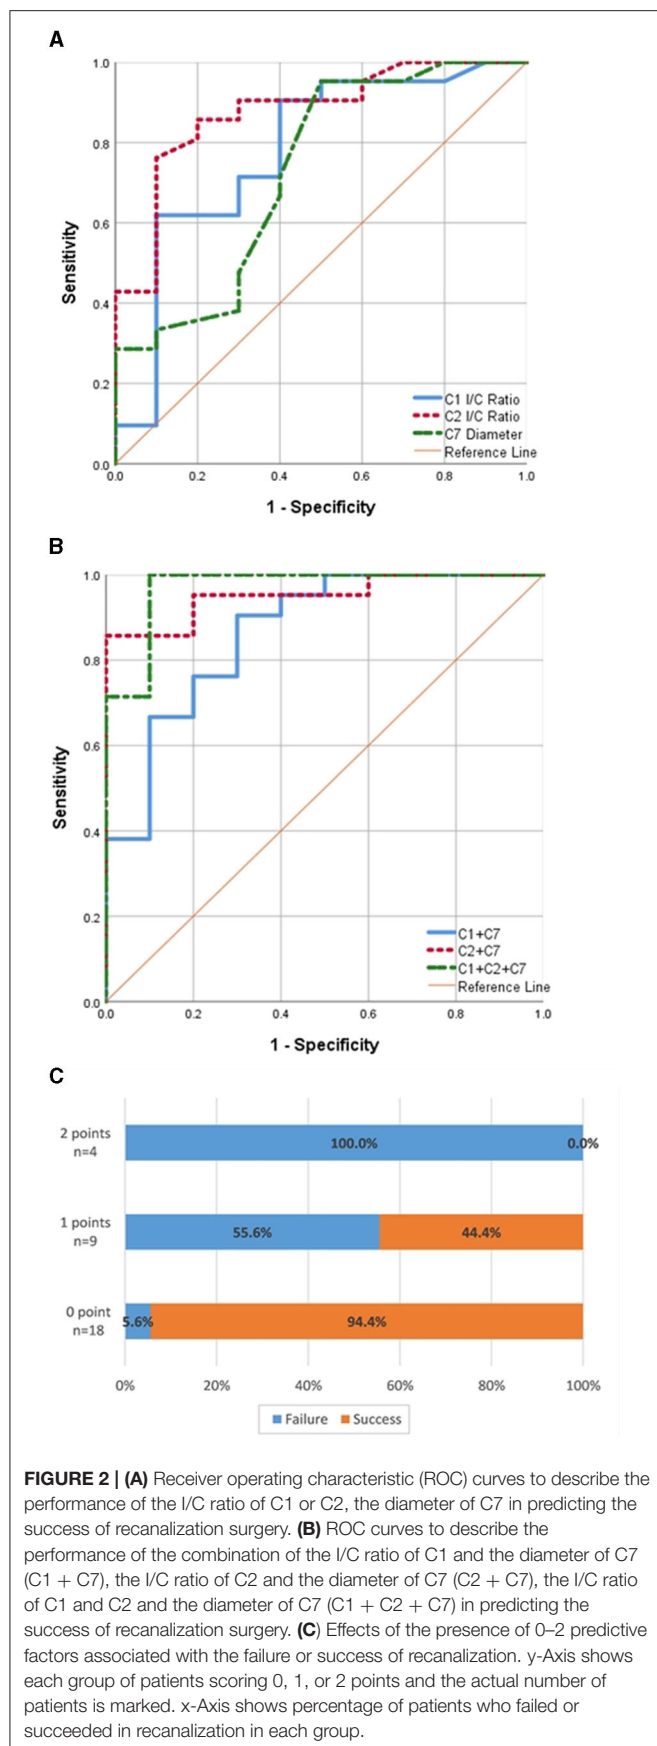 A
1.0
0.8
0.6
0.4
0.2
0.0
Sensitivity
C1 I/C Ratio
C2 I/C Ratio
C7 Diameter
Reference Line
0.0 0.2 0.4 0.6 0.8 1.0
1 - Specificity
B
1.0
0.8
0.6
0.4
0.2
0.0
Sensitivity
C1+C7
C2+C7
C1+C2+C7
Reference Line
0.0 0.2 0.4 0.6 0.8 1.0
1 - Specificity
C
2 points
n=4
100.0% 0.0%
1 points
n=9
55.6% 44.4%
0 point
n=18
5.6% 94.4%
0% 20% 40% 60% 80% 100%
Failure Success
FIGURE 2 | (A) Receiver operating characteristic (ROC) curves to describe the
performance of the I/C ratio of C1 or C2, the diameter of C7 in predicting the
success of recanalization surgery. (B) ROC curves to describe the
performance of the combination of the I/C ratio of C1 and the diameter of C7
(C1 + C7), the I/C ratio of C2 and the diameter of C7 (C2 + C7), the I/C ratio
of C1 and C2 and the diameter of C7 (C1 + C2 + C7) in predicting the
success of recanalization surgery. (C) Effects of the presence of 0–2 predictive
factors associated with the failure or success of recanalization. y-Axis shows
each group of patients scoring 0, 1, or 2 points and the actual number of
patients is marked. x-Axis shows percentage of patients who failed or
succeeded in recanalization in each group.